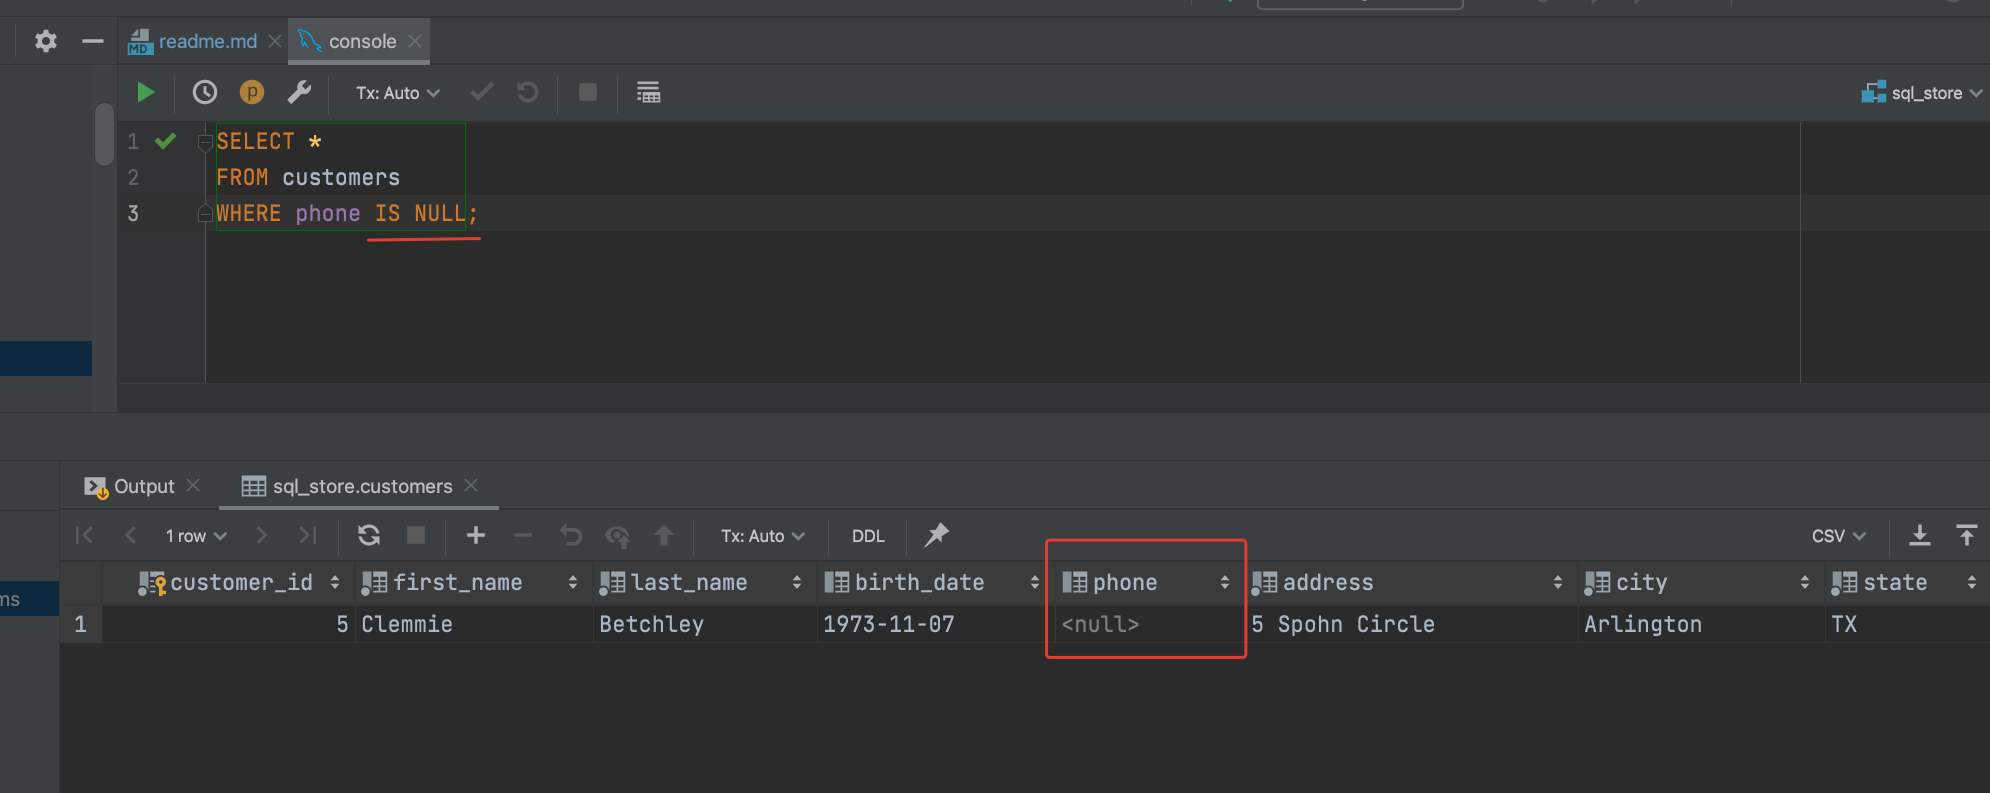 readme.md console
Tx: Auto sql_store
1 SELECT *
2 FROM customers
3 WHERE phone IS NULL;
Output sql_store.customers
1 row Tx: Auto DDL CSV
customer_id first_name last_name birth_date phone address city state
ms
1 5 Clemmie Betchley 1973-11-07 <null> 5 Spohn Circle Arlington TX